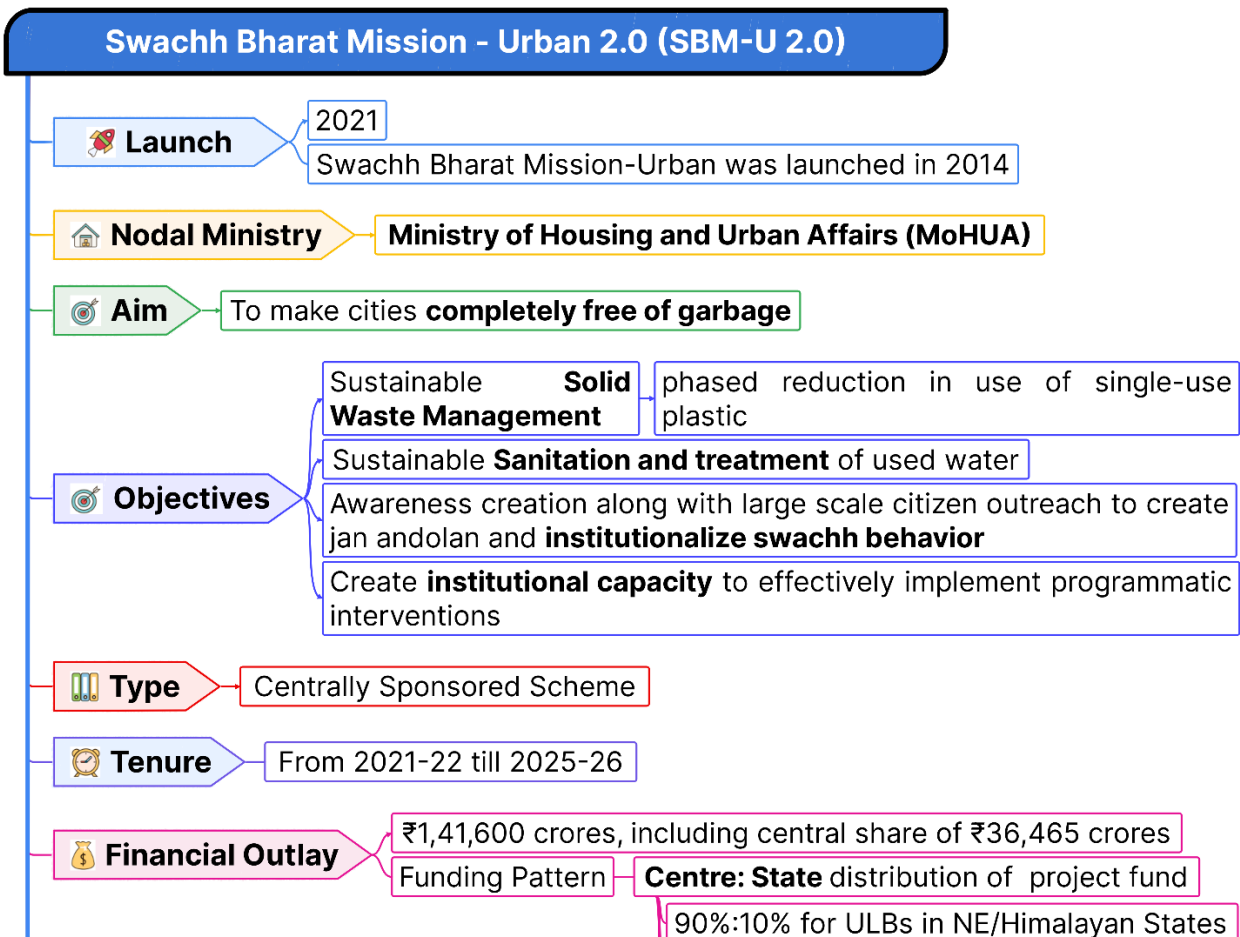 Swachh Bharat Mission - Urban 2.0 (SBM-U 2.0)
Launch
2021
Swachh Bharat Mission-Urban was launched in 2014
Nodal Ministry
Ministry of Housing and Urban Affairs (MoHUA)
Aim
To make cities completely free of garbage
Objectives
Sustainable Solid
Waste Management
phased reduction in use of single-use
plastic
Sustainable Sanitation and treatment of used water
Awareness creation along with large scale citizen outreach to create
jan andolan and institutionalize swachh behavior
Create institutional capacity to effectively implement programmatic
interventions
Type
Centrally Sponsored Scheme
Tenure
From 2021-22 till 2025-26
Financial Outlay
₹1,41,600 crores, including central share of ₹36,465 crores
Funding Pattern
Centre: State distribution of project fund
90%:10% for ULBs in NE/Himalayan States